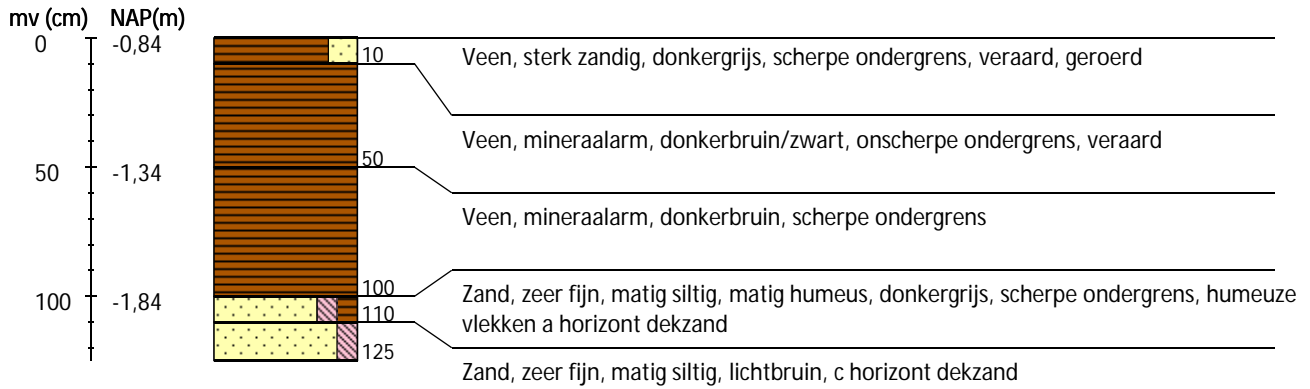 mv (cm) NAP(m)
0 -0,84
10
Veen, sterk zandig, donkergrijs, scherpe ondergrens, veraard, geroerd
Veen, mineraalarm, donkerbruin/zwart, onscherpe ondergrens, veraard
50
50 -1,34
Veen, mineraalarm, donkerbruin, scherpe ondergrens
100
100 -1,84
Zand, zeer fijn, matig siltig, matig humeus, donkergrijs, scherpe ondergrens, humeuze
110
vlekken a horizont dekzand
125
Zand, zeer fijn, matig siltig, lichtbruin, c horizont dekzand